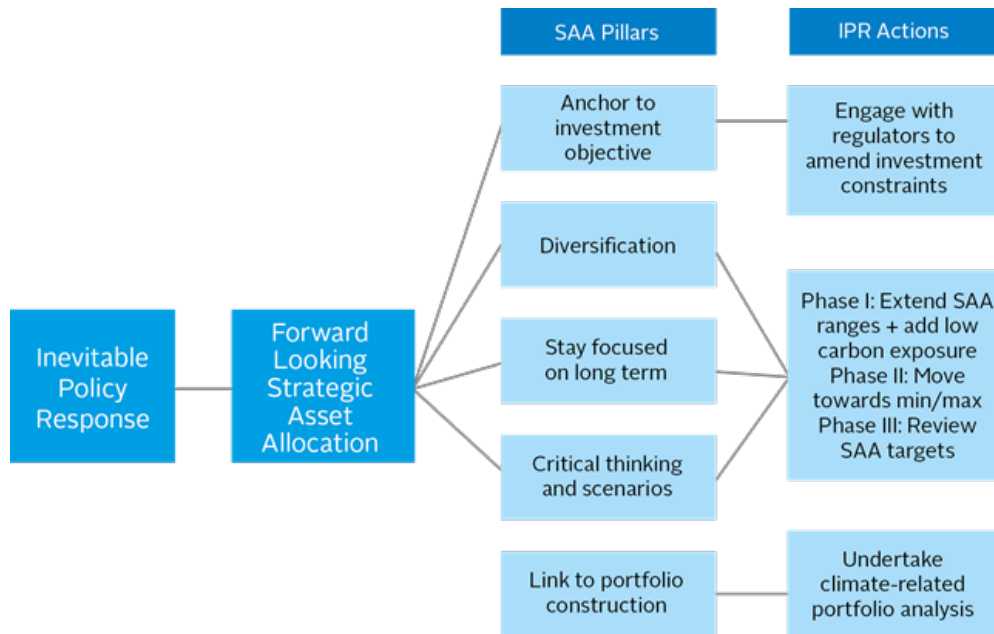 SAA Pillars
IPR Actions
Anchor to
investment
objective
Engage with
regulators to
amend investment
constraints
Diversification
Inevitable
Policy
Response
Forward
Looking
Strategic
Asset
Allocation
Stay focused
on long term
Phase I: Extend SAA
ranges + add low
carbon exposure
Phase II: Move
towards min/max
Phase III: Review
SAA targets
Critical thinking
and scenarios
Link to portfolio
construction
Undertake
climate-related
portfolio analysis